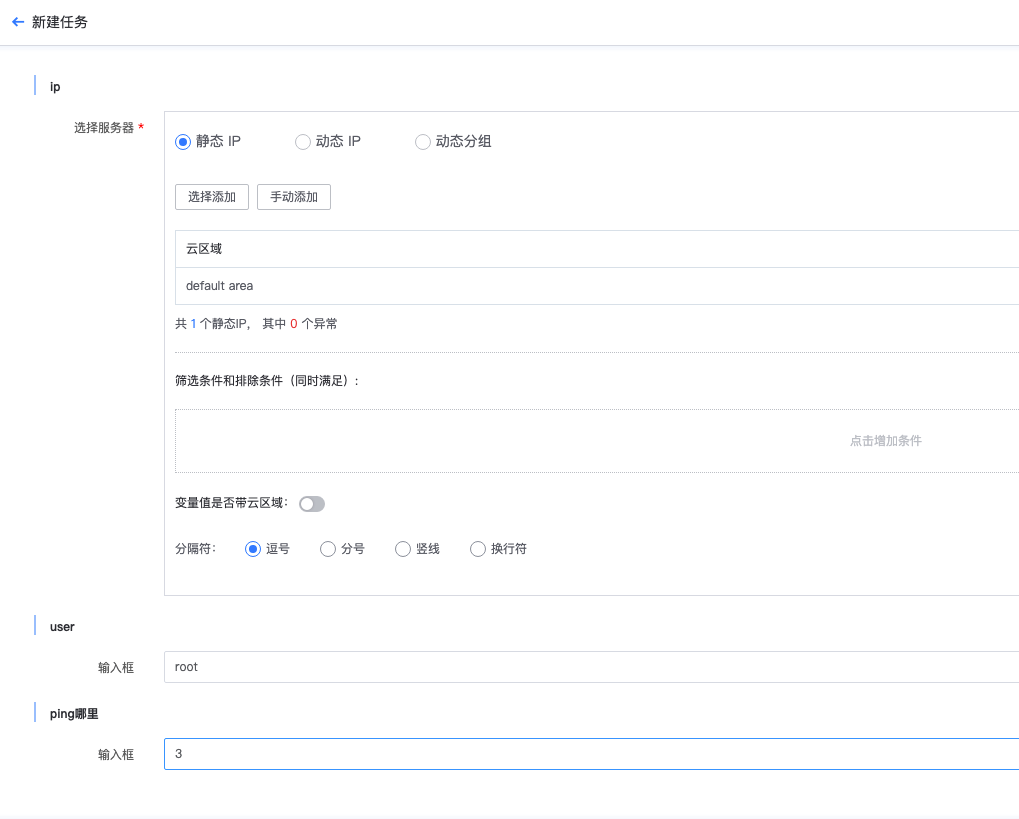 新建任务
ip
选择服务器 *
静态 IP 动态 IP 动态分组
选择添加 手动添加
云区域
default area
共 1 个静态IP， 其中 0 个异常
筛选条件和排除条件（同时满足）:
点击增加条件
变量值是否带云区域:
分隔符: 逗号 分号 竖线 换行符
user
输入框 root
ping哪里
输入框 3